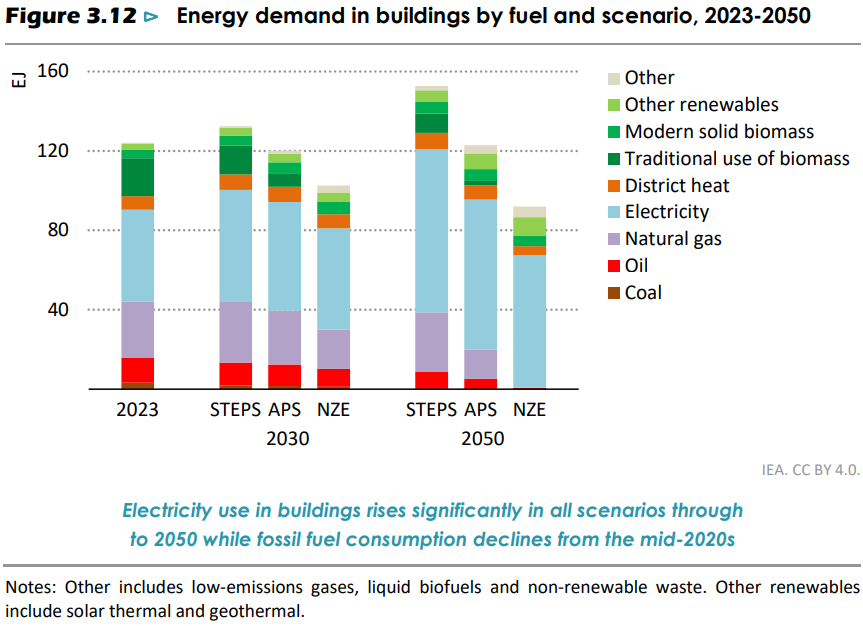 Figure 3.12 ▷ Energy demand in buildings by fuel and scenario, 2023-2050
EJ
160
120
80
40
Other
Other renewables
Modern solid biomass
Traditional use of biomass
District heat
Electricity
Natural gas
Oil
Coal
2023 STEPS APS NZE STEPS APS NZE
2030 2050
IEA. CC BY 4.0.
Electricity use in buildings rises significantly in all scenarios through
to 2050 while fossil fuel consumption declines from the mid-2020s
Notes: Other includes low-emissions gases, liquid biofuels and non-renewable waste. Other renewables
include solar thermal and geothermal.